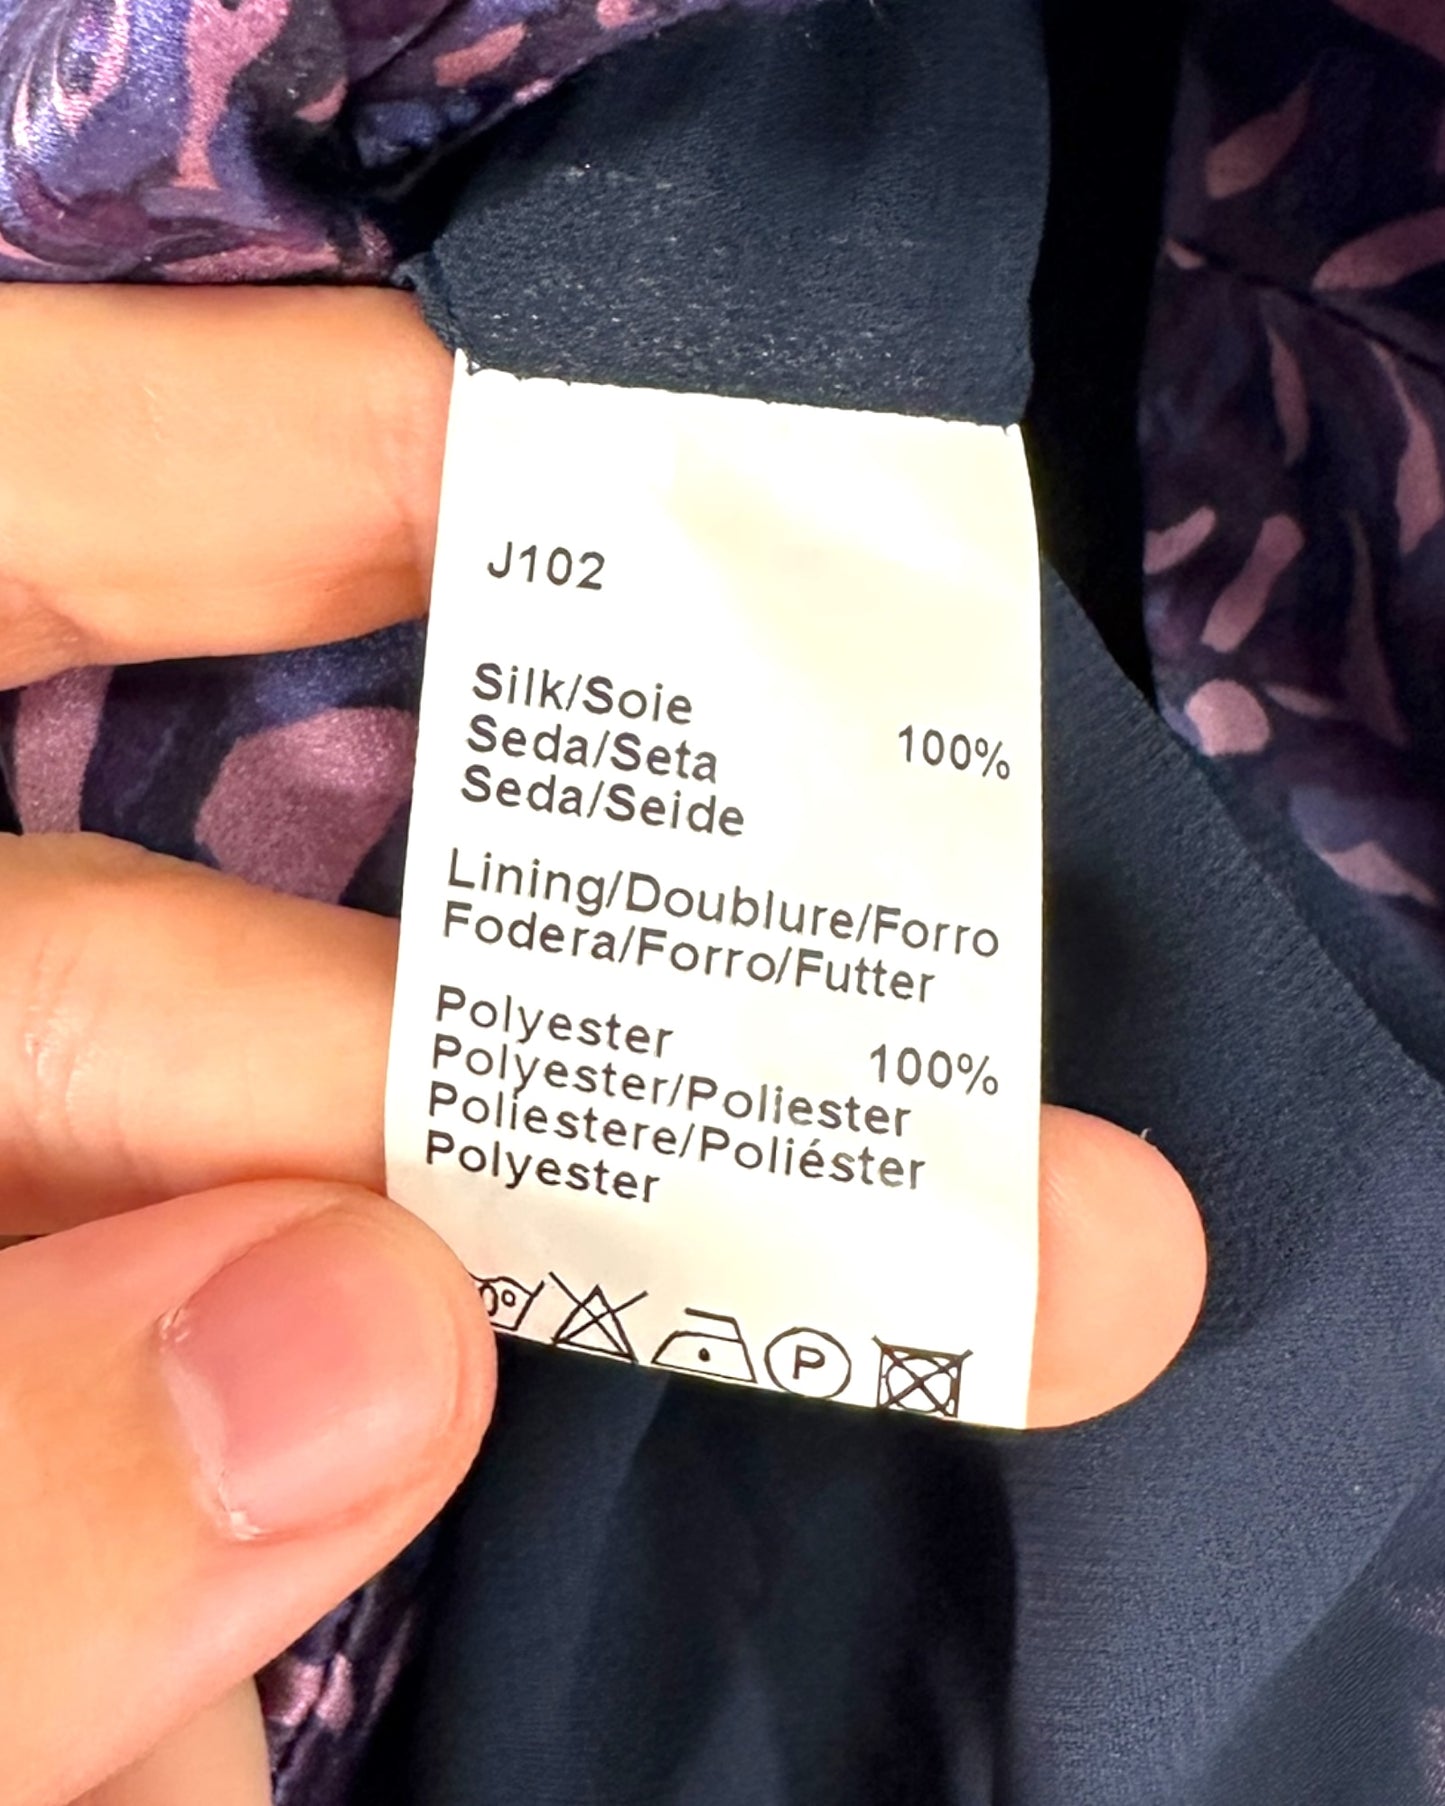 J102
Silk/Soie
Seda/Seta 100%
Seda/Seide
Lining/Doublure/Forro
Fodera/Forro/Futter
Polyester 100%
Polyester/Poliester
Poliestere/Poliéster
Polyester
0°
P